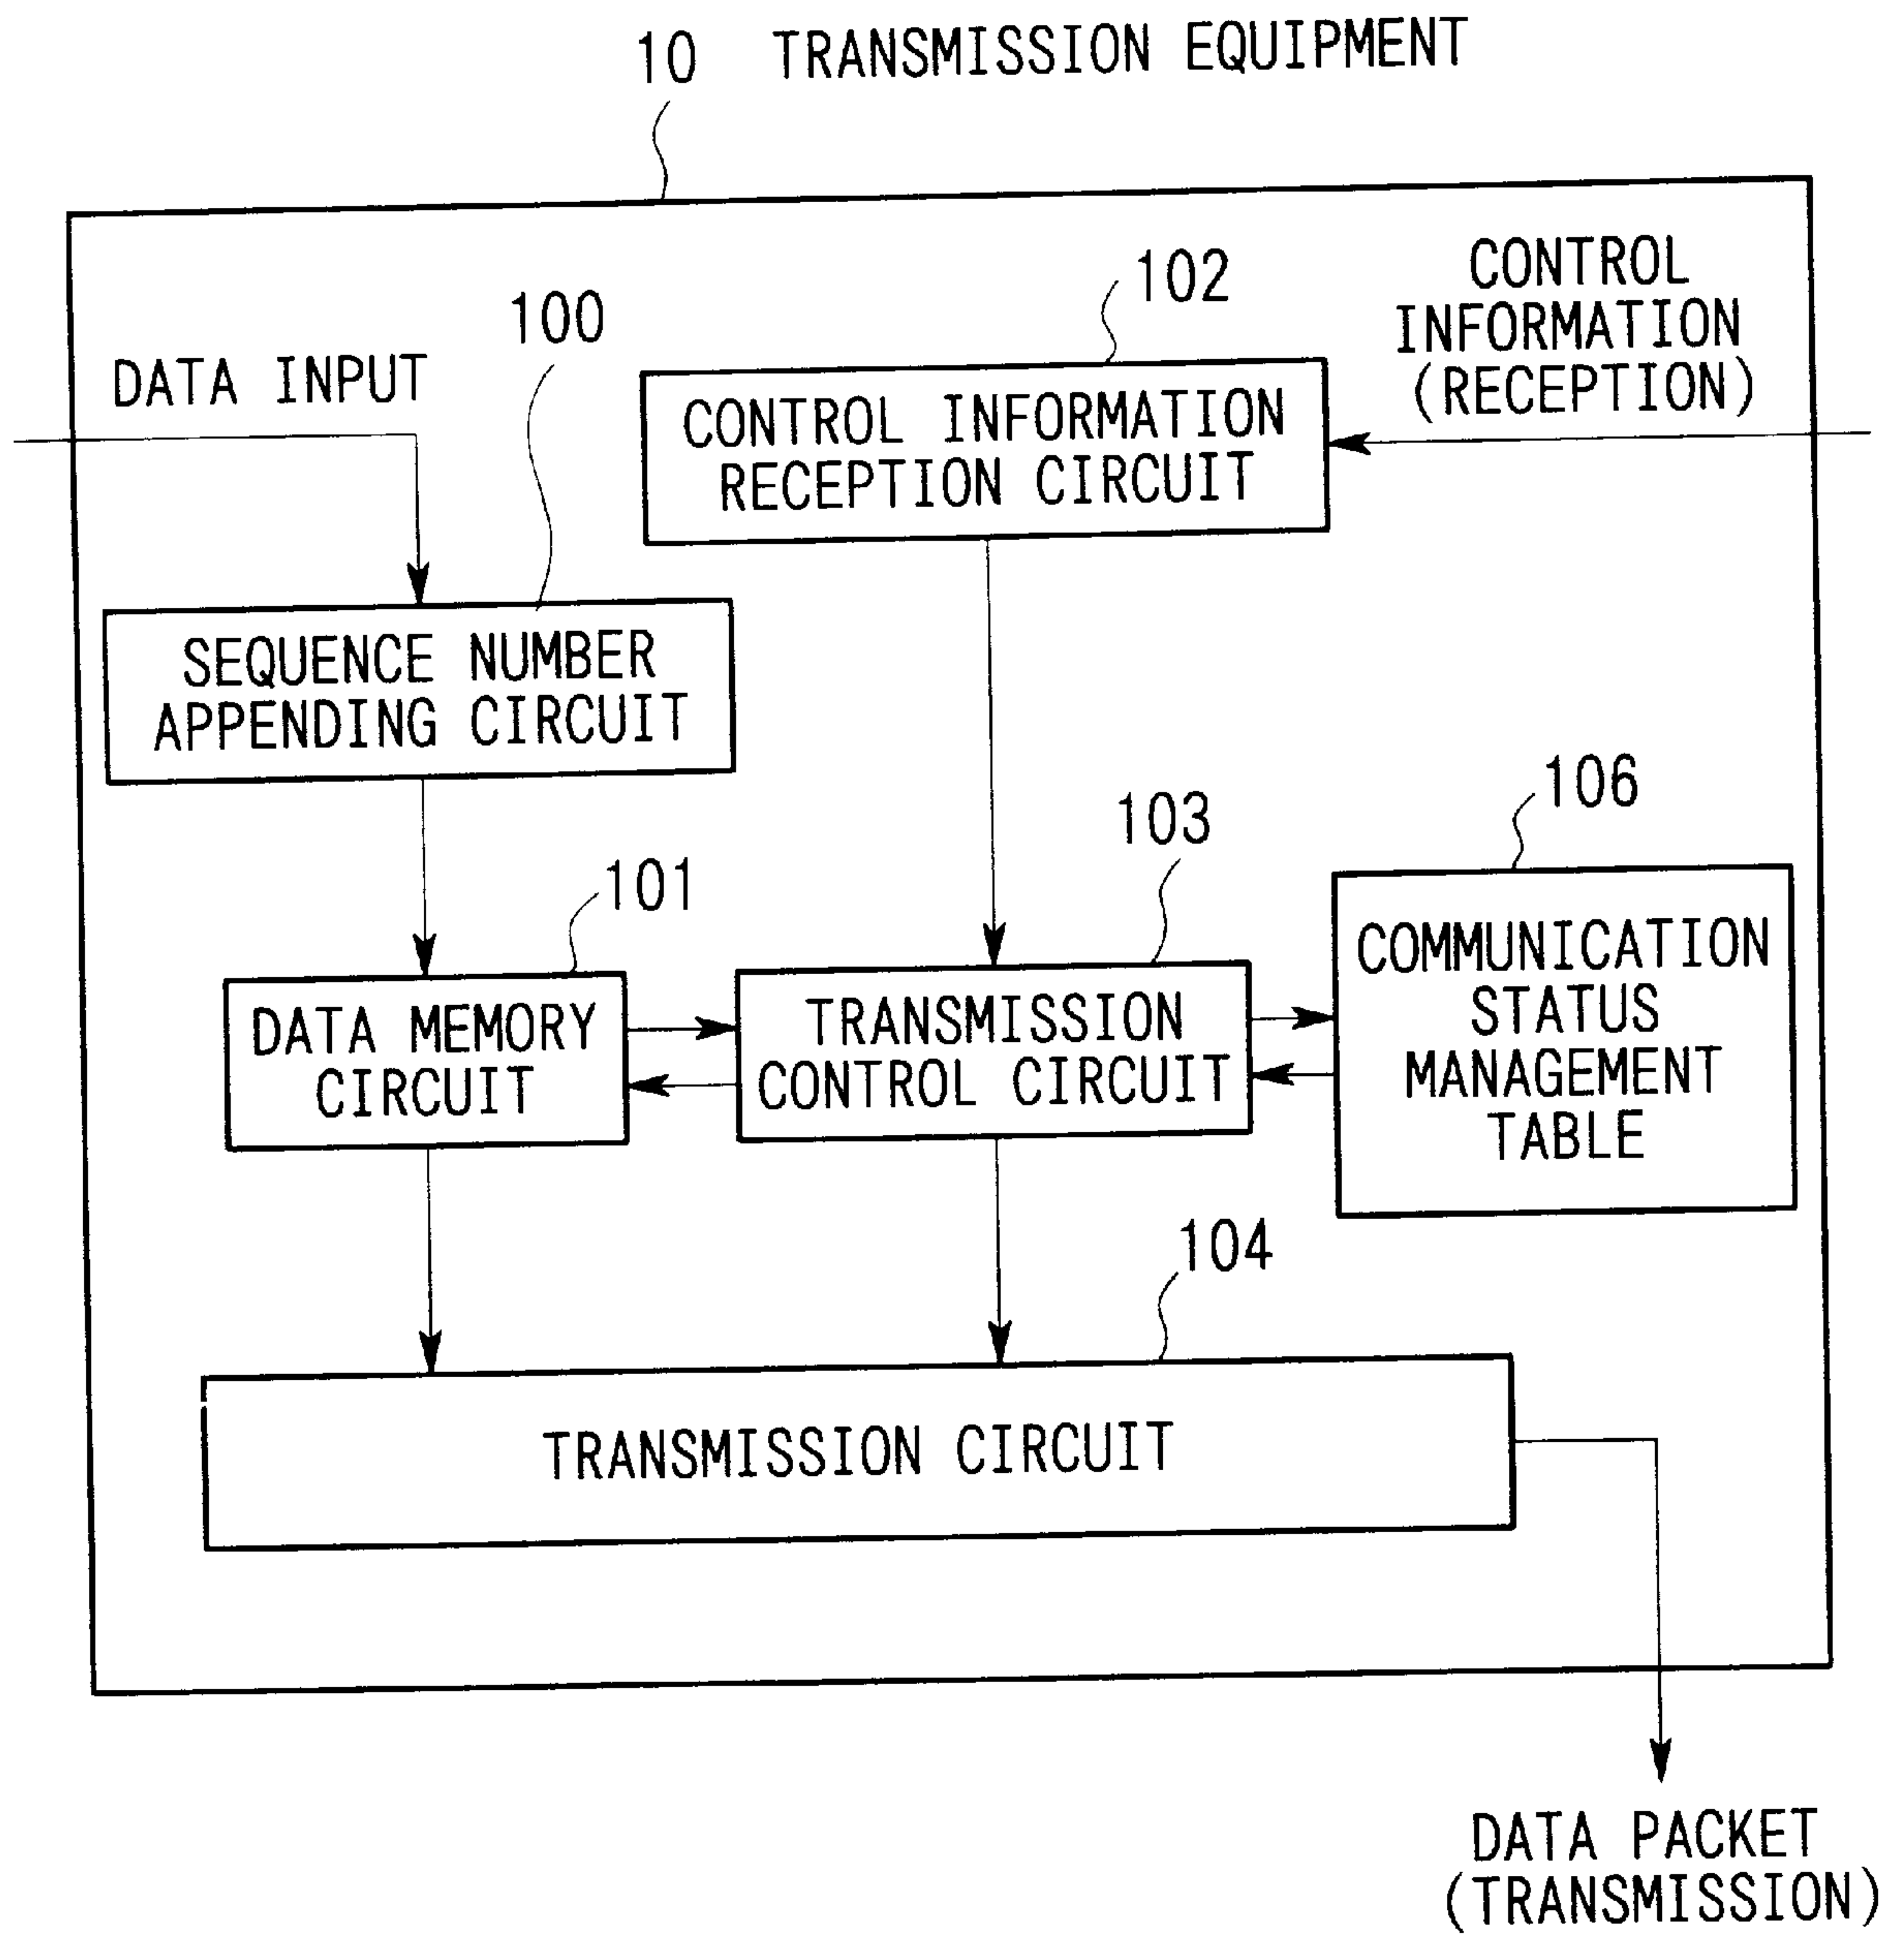 10 TRANSMISSION EQUIPMENT
102
CONTROL
INFORMATION
(RECEPTION)
100
DATA INPUT
CONTROL INFORMATION
RECEPTION CIRCUIT
SEQUENCE NUMBER
APPENDING CIRCUIT
106
103
101
COMMUNICATION
STATUS
MANAGEMENT
TABLE
DATA MEMORY
CIRCUIT
TRANSMISSION
CONTROL CIRCUIT
104
TRANSMISSION CIRCUIT
DATA PACKET
(TRANSMISSION)